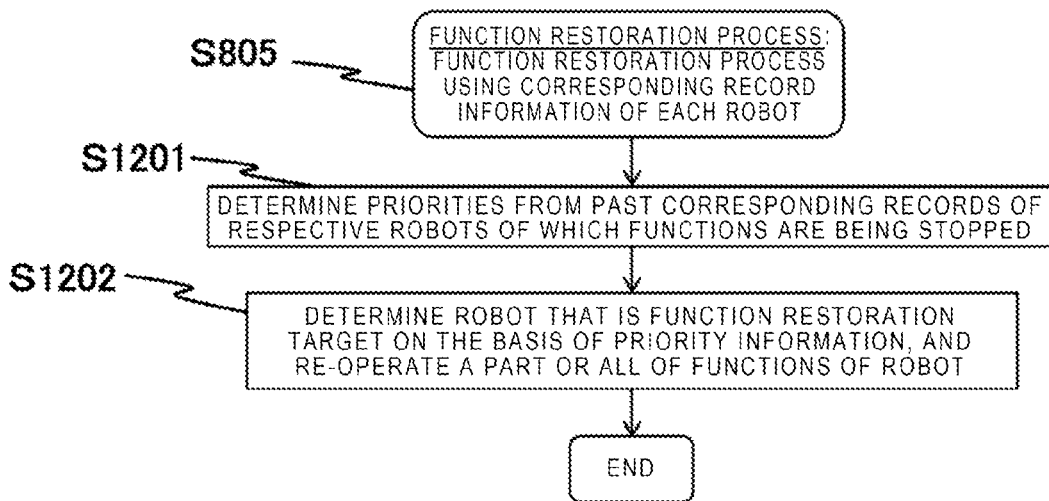 S805
FUNCTION RESTORATION PROCESS:
FUNCTION RESTORATION PROCESS
USING CORRESPONDING RECORD
INFORMATION OF EACH ROBOT
S1201
DETERMINE PRIORITIES FROM PAST CORRESPONDING RECORDS OF
RESPECTIVE ROBOTS OF WHICH FUNCTIONS ARE BEING STOPPED
S1202
DETERMINE ROBOT THAT IS FUNCTION RESTORATION
TARGET ON THE BASIS OF PRIORITY INFORMATION, AND
RE-OPERATE A PART OR ALL OF FUNCTIONS OF ROBOT
END